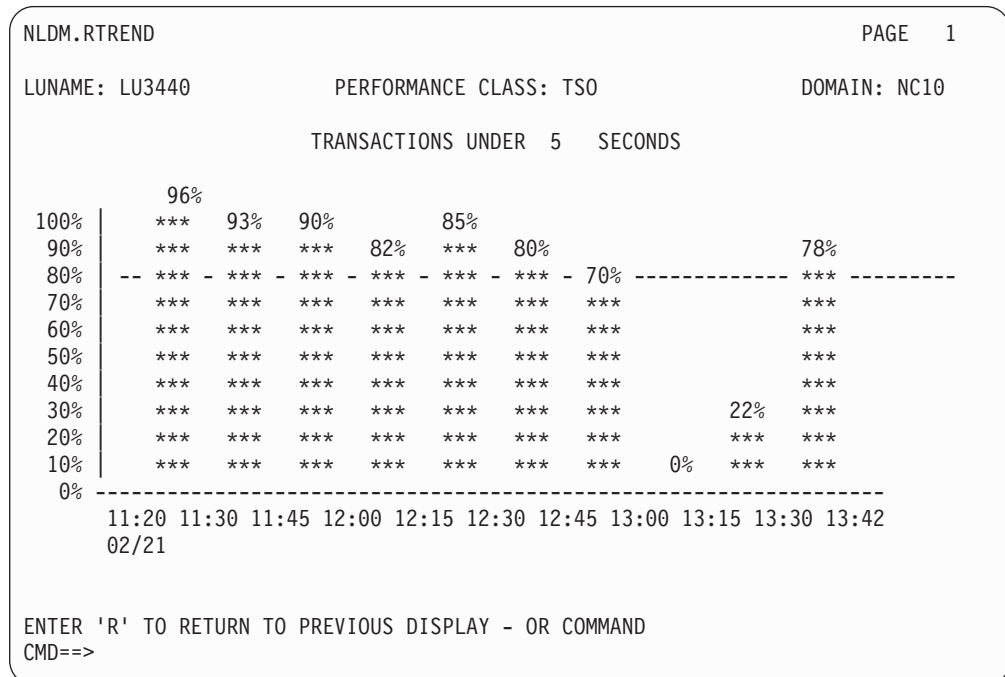 NLDM.RTREND                                                          PAGE   1
LUNAME: LU3440            PERFORMANCE CLASS: TSO                DOMAIN: NC10
                        TRANSACTIONS UNDER  5   SECONDS
            96%
 100% |    ***   93%   90%         85%
  90% |    ***   ***   ***   82%   ***   80%                     78%
  80% | -- *** - *** - *** - *** - *** - *** - 70% ------------- *** ---------
  70% |    ***   ***   ***   ***   ***   ***   ***               ***
  60% |    ***   ***   ***   ***   ***   ***   ***               ***
  50% |    ***   ***   ***   ***   ***   ***   ***               ***
  40% |    ***   ***   ***   ***   ***   ***   ***               ***
  30% |    ***   ***   ***   ***   ***   ***   ***         22%   ***
  20% |    ***   ***   ***   ***   ***   ***   ***         ***   ***
  10% |    ***   ***   ***   ***   ***   ***   ***    0%   ***   ***
   0% ------------------------------------------------------------------
       11:20 11:30 11:45 12:00 12:15 12:30 12:45 13:00 13:15 13:30 13:42
       02/21
ENTER 'R' TO RETURN TO PREVIOUS DISPLAY - OR COMMAND
CMD==>